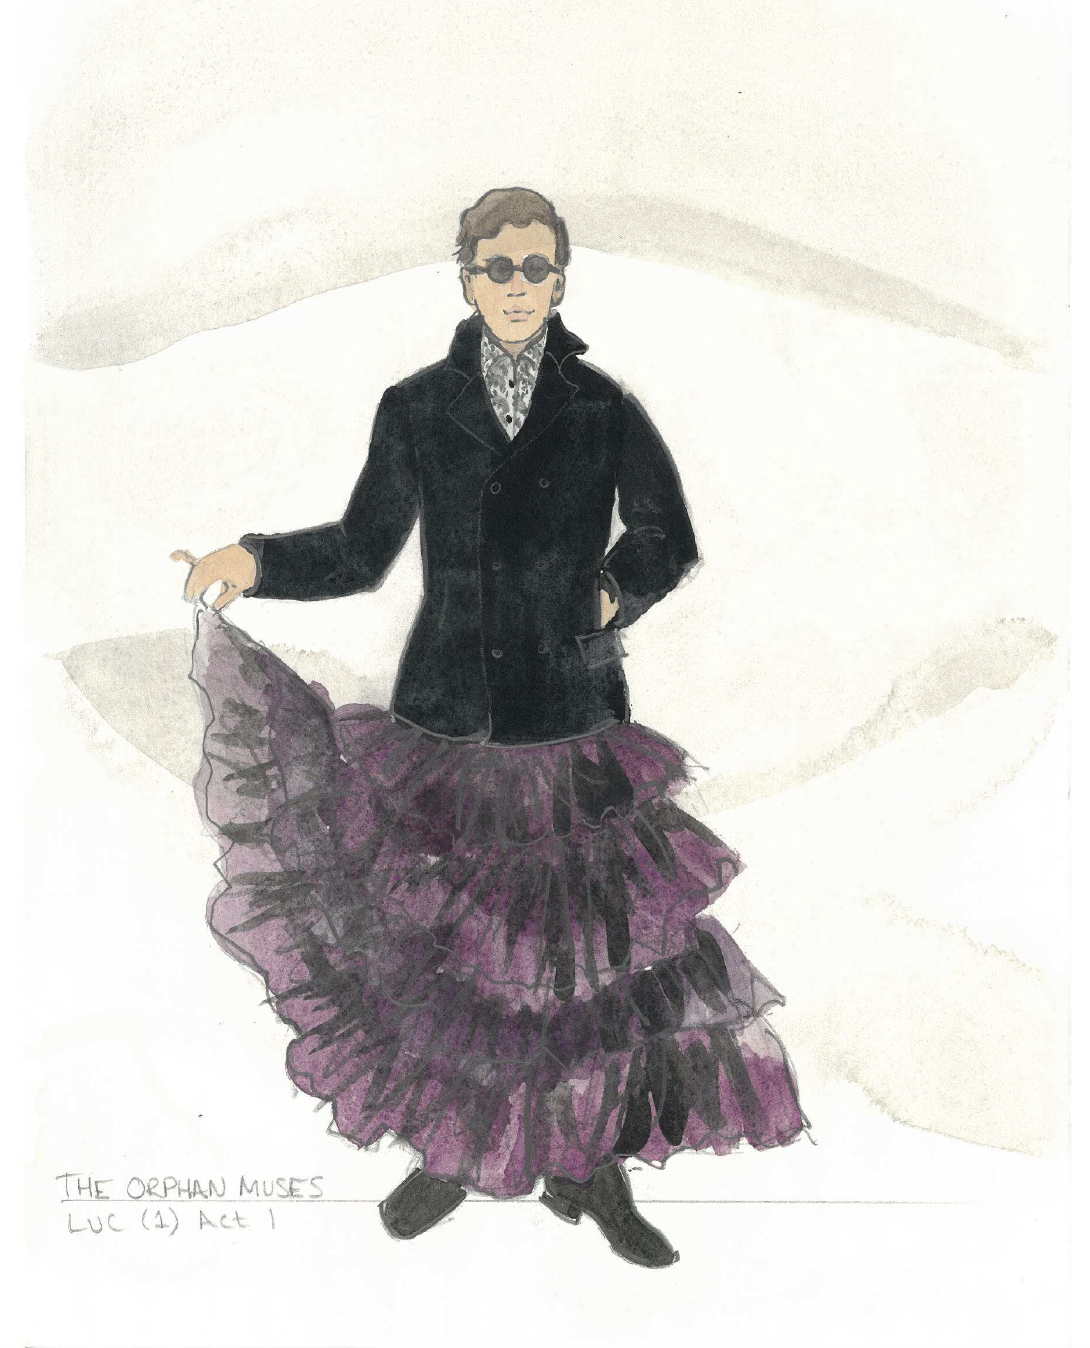 THE ORPHAN MUSES
LUC (1) Act 1